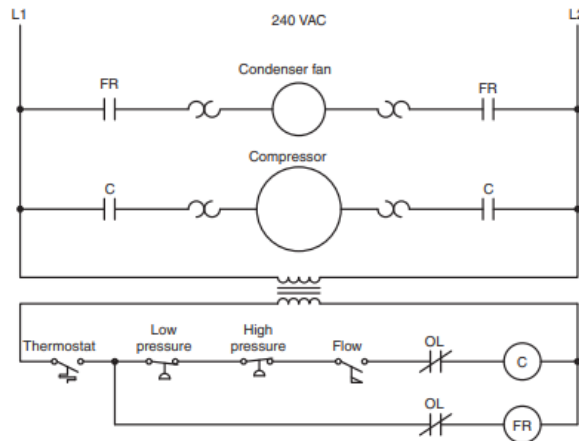 L1
240 VAC
L2
Condenser fan
FR
FR
Compressor
C
C
Thermostat
Low
pressure
High
pressure
Flow
OL
C
OL
FR